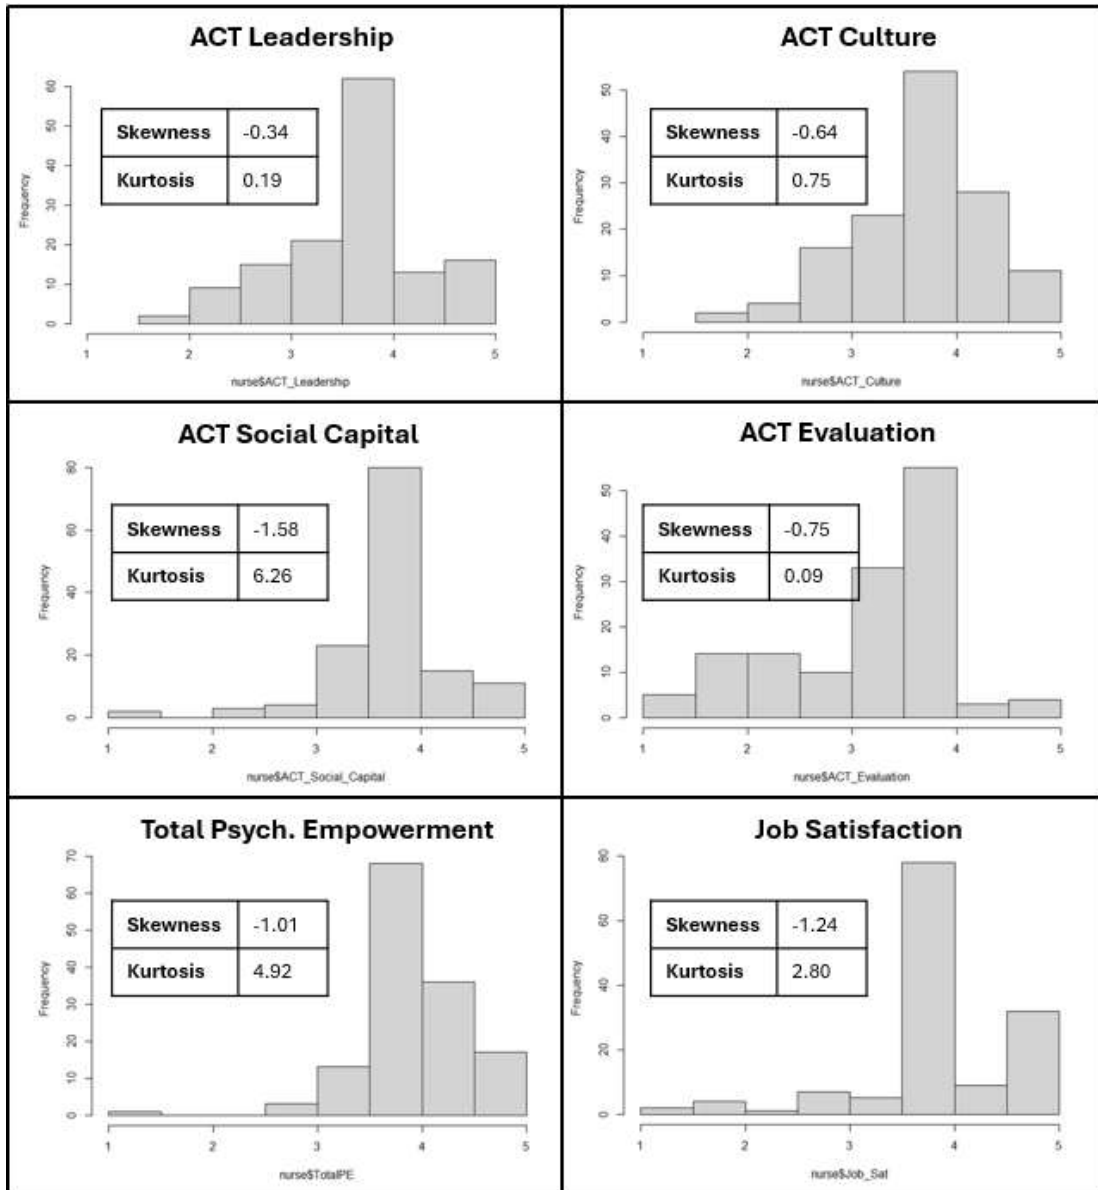 ACT Leadership
Skewness -0.34
Kurtosis 0.19
Frequency
0 10 20 30 40 50 60
1 2 3 4 5
nurse$ACT_Leadership
ACT Culture
Skewness -0.64
Kurtosis 0.75
Frequency
0 10 20 30 40 50
1 2 3 4 5
nurse$ACT_Culture
ACT Social Capital
Skewness -1.58
Kurtosis 6.26
Frequency
0 20 40 60 80
1 2 3 4 5
nurse$ACT_Social_Capital
ACT Evaluation
Skewness -0.75
Kurtosis 0.09
Frequency
0 10 20 30 40 50
1 2 3 4 5
nurse$ACT_Evaluation
Total Psych. Empowerment
Skewness -1.01
Kurtosis 4.92
Frequency
0 10 20 30 40 50 60 70
1 2 3 4 5
nurse$TotalPE
Job Satisfaction
Skewness -1.24
Kurtosis 2.80
Frequency
0 20 40 60 80
1 2 3 4 5
nurse$Job_Sat